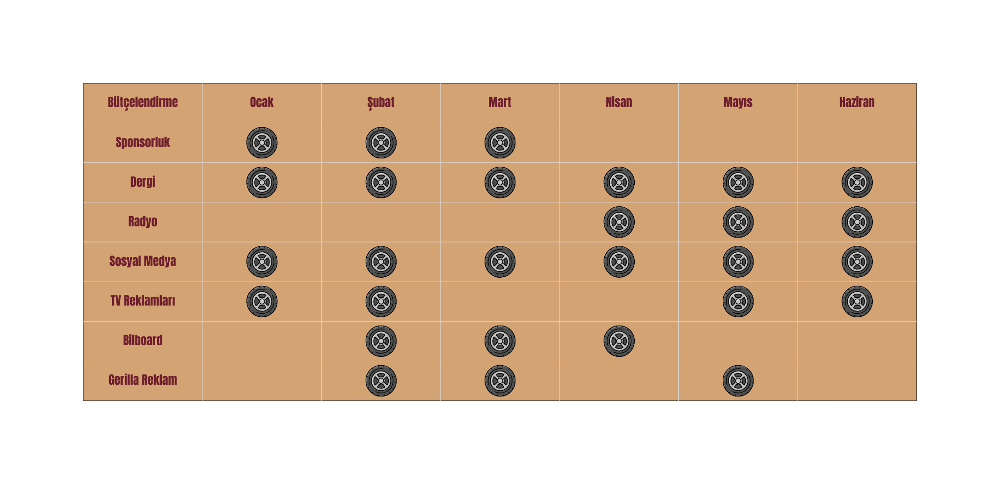 Bütçelendirme Ocak Şubat Mart Nisan Mayıs Haziran
Sponsorluk
Dergi
Radyo
Sosyal Medya
TV Reklamları
Bilboard
Gerilla Reklam